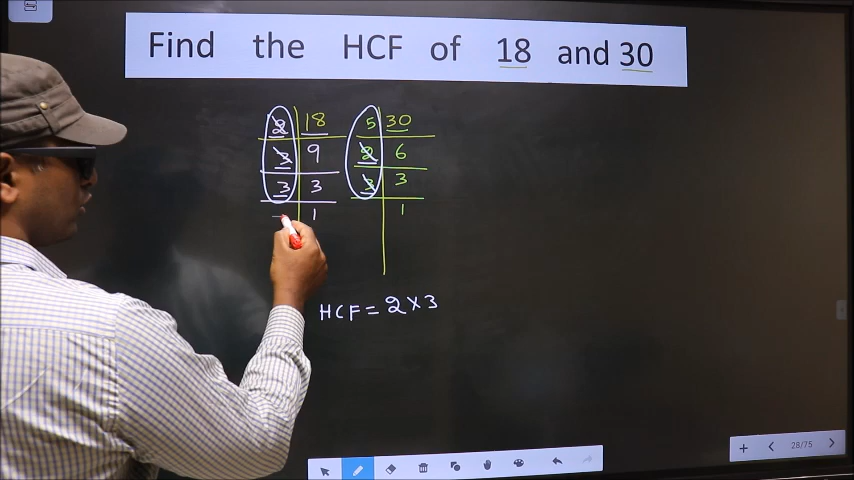 Find the HCF of 18 and 30
2 18 5 30
3 9 2 6
3 3 3 3
1 1
HCF = 2 × 3
28/75